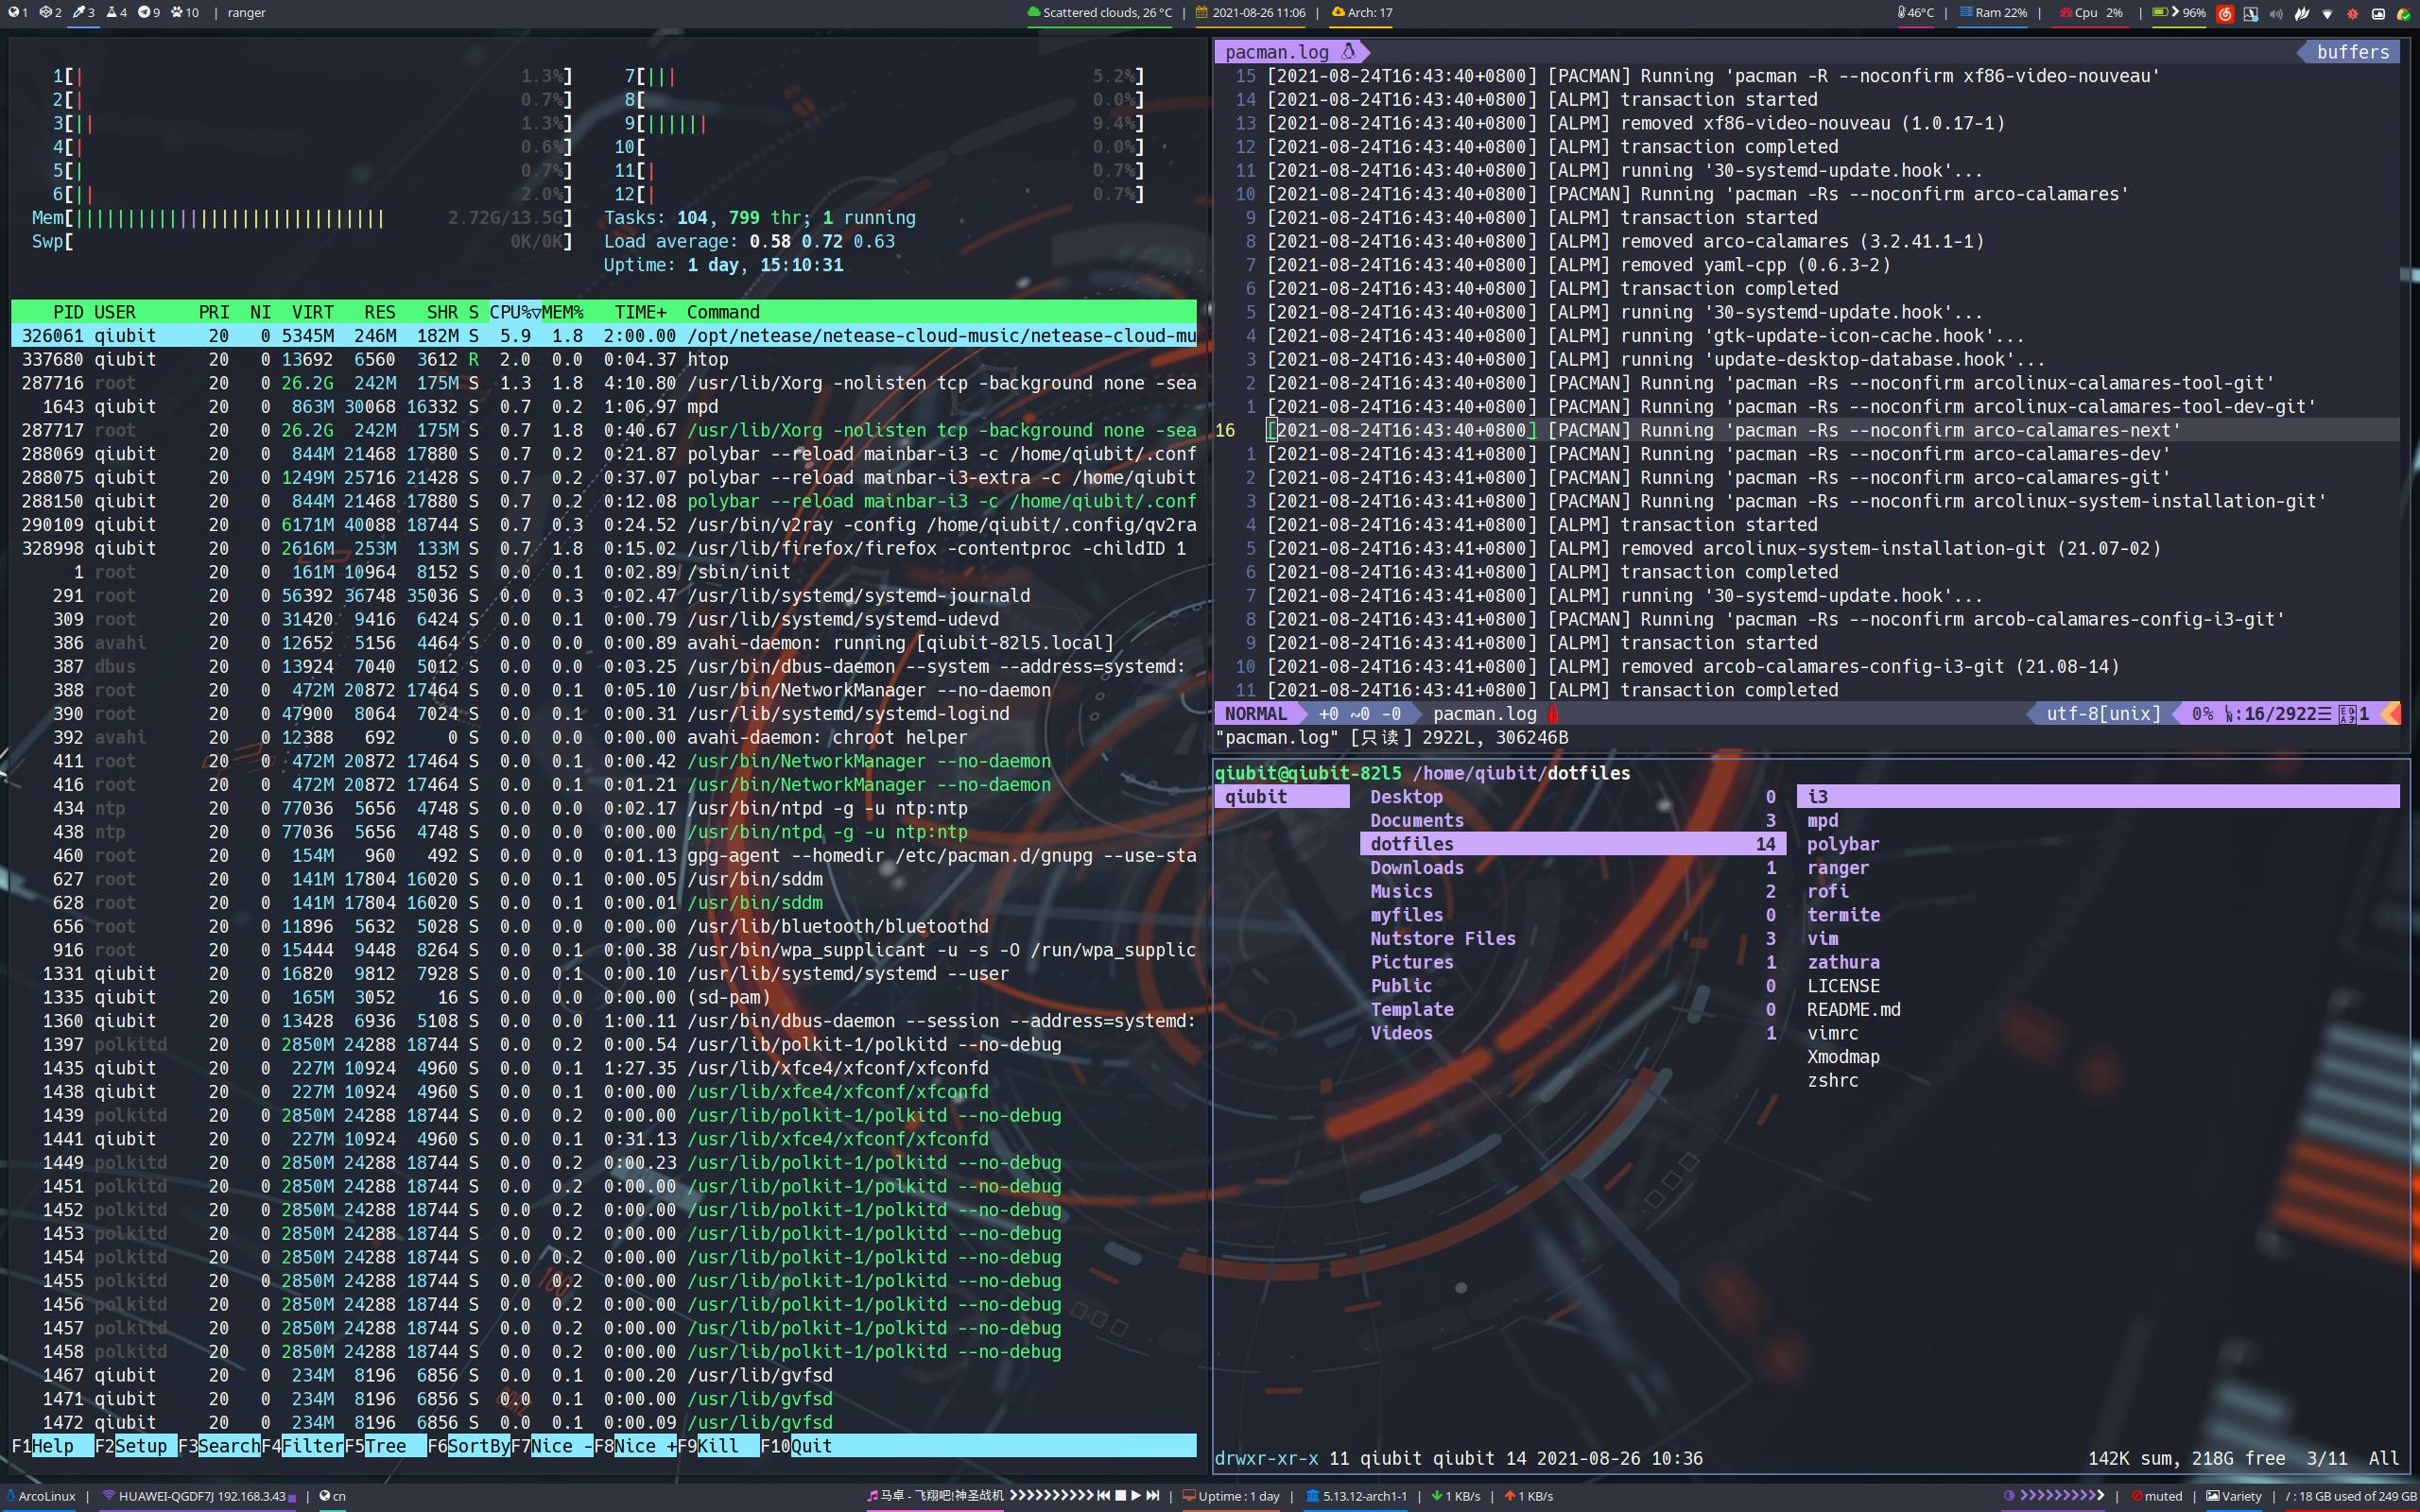 1 2 3 4 9 10 | ranger
Scattered clouds, 26 °C | 2021-08-26 11:06 | Arch: 17
46°C | Ram 22% | Cpu 2% | 96%
1[| 1.3%] 7[||| 5.2%]
2[| 0.7%] 8[ 0.0%]
3[|| 1.3%] 9[|||||| 9.4%]
4[| 0.6%] 10[ 0.0%]
5[| 0.7%] 11[| 0.7%]
6[|| 2.0%] 12[| 0.7%]
Mem[|||||||||||||||||||||||||||||| 2.72G/13.5G] Tasks: 104, 799 thr; 1 running
Swp[ 0K/0K] Load average: 0.58 0.72 0.63
Uptime: 1 day, 15:10:31
PID USER PRI NI VIRT RES SHR S CPU%▽MEM% TIME+ Command
326061 qiubit 20 0 5345M 246M 182M S 5.9 1.8 2:00.00 /opt/netease/netease-cloud-music/netease-cloud-mu
337680 qiubit 20 0 13692 6560 3612 R 2.0 0.0 0:04.37 htop
287716 root 20 0 26.2G 242M 175M S 1.3 1.8 4:10.80 /usr/lib/Xorg -nolisten tcp -background none -sea
1643 qiubit 20 0 863M 30068 16332 S 0.7 0.2 1:06.97 mpd
287717 root 20 0 26.2G 242M 175M S 0.7 1.8 0:40.67 /usr/lib/Xorg -nolisten tcp -background none -sea
288069 qiubit 20 0 844M 21468 17880 S 0.7 0.2 0:21.87 polybar --reload mainbar-i3 -c /home/qiubit/.conf
288075 qiubit 20 0 1249M 25716 21428 S 0.7 0.2 0:37.07 polybar --reload mainbar-i3-extra -c /home/qiubit
288150 qiubit 20 0 844M 21468 17880 S 0.7 0.2 0:12.08 polybar --reload mainbar-i3 -c /home/qiubit/.conf
290109 qiubit 20 0 6171M 40088 18744 S 0.7 0.3 0:24.52 /usr/bin/v2ray -config /home/qiubit/.config/qv2ra
328998 qiubit 20 0 2616M 253M 133M S 0.7 1.8 0:15.02 /usr/lib/firefox/firefox -contentproc -childID 1
1 root 20 0 161M 10964 8152 S 0.0 0.1 0:02.89 /sbin/init
291 root 20 0 56392 36748 35036 S 0.0 0.3 0:02.47 /usr/lib/systemd/systemd-journald
309 root 20 0 31420 9416 6424 S 0.0 0.1 0:00.79 /usr/lib/systemd/systemd-udevd
386 avahi 20 0 12652 5156 4464 S 0.0 0.0 0:00.89 avahi-daemon: running [qiubit-82l5.local]
387 dbus 20 0 13924 7040 5012 S 0.0 0.0 0:03.25 /usr/bin/dbus-daemon --system --address=systemd:
388 root 20 0 472M 20872 17464 S 0.0 0.1 0:05.10 /usr/bin/NetworkManager --no-daemon
390 root 20 0 47900 8064 7024 S 0.0 0.1 0:00.31 /usr/lib/systemd/systemd-logind
392 avahi 20 0 12388 692 0 S 0.0 0.0 0:00.00 avahi-daemon: chroot helper
411 root 20 0 472M 20872 17464 S 0.0 0.1 0:00.42 /usr/bin/NetworkManager --no-daemon
416 root 20 0 472M 20872 17464 S 0.0 0.1 0:01.21 /usr/bin/NetworkManager --no-daemon
434 ntp 20 0 77036 5656 4748 S 0.0 0.0 0:02.17 /usr/bin/ntpd -g -u ntp:ntp
438 ntp 20 0 77036 5656 4748 S 0.0 0.0 0:00.00 /usr/bin/ntpd -g -u ntp:ntp
460 root 20 0 154M 960 492 S 0.0 0.0 0:01.13 gpg-agent --homedir /etc/pacman.d/gnupg --use-sta
627 root 20 0 141M 17804 16020 S 0.0 0.1 0:00.05 /usr/bin/sddm
628 root 20 0 141M 17804 16020 S 0.0 0.1 0:00.01 /usr/bin/sddm
656 root 20 0 11896 5632 5028 S 0.0 0.0 0:00.00 /usr/lib/bluetooth/bluetoothd
916 root 20 0 15444 9448 8264 S 0.0 0.1 0:00.38 /usr/bin/wpa_supplicant -u -s -O /run/wpa_supplic
1331 qiubit 20 0 16820 9812 7928 S 0.0 0.1 0:00.10 /usr/lib/systemd/systemd --user
1335 qiubit 20 0 165M 3052 16 S 0.0 0.0 0:00.00 (sd-pam)
1360 qiubit 20 0 13428 6936 5108 S 0.0 0.0 1:00.11 /usr/bin/dbus-daemon --session --address=systemd:
1397 polkitd 20 0 2850M 24288 18744 S 0.0 0.2 0:00.54 /usr/lib/polkit-1/polkitd --no-debug
1435 qiubit 20 0 227M 10924 4960 S 0.0 0.1 1:27.35 /usr/lib/xfce4/xfconf/xfconfd
1438 qiubit 20 0 227M 10924 4960 S 0.0 0.1 0:00.00 /usr/lib/xfce4/xfconf/xfconfd
1439 polkitd 20 0 2850M 24288 18744 S 0.0 0.2 0:00.00 /usr/lib/polkit-1/polkitd --no-debug
1441 qiubit 20 0 227M 10924 4960 S 0.0 0.1 0:31.13 /usr/lib/xfce4/xfconf/xfconfd
1449 polkitd 20 0 2850M 24288 18744 S 0.0 0.2 0:00.23 /usr/lib/polkit-1/polkitd --no-debug
1451 polkitd 20 0 2850M 24288 18744 S 0.0 0.2 0:00.00 /usr/lib/polkit-1/polkitd --no-debug
1452 polkitd 20 0 2850M 24288 18744 S 0.0 0.2 0:00.00 /usr/lib/polkit-1/polkitd --no-debug
1453 polkitd 20 0 2850M 24288 18744 S 0.0 0.2 0:00.00 /usr/lib/polkit-1/polkitd --no-debug
1454 polkitd 20 0 2850M 24288 18744 S 0.0 0.2 0:00.00 /usr/lib/polkit-1/polkitd --no-debug
1455 polkitd 20 0 2850M 24288 18744 S 0.0 0.2 0:00.00 /usr/lib/polkit-1/polkitd --no-debug
1456 polkitd 20 0 2850M 24288 18744 S 0.0 0.2 0:00.00 /usr/lib/polkit-1/polkitd --no-debug
1457 polkitd 20 0 2850M 24288 18744 S 0.0 0.2 0:00.00 /usr/lib/polkit-1/polkitd --no-debug
1458 polkitd 20 0 2850M 24288 18744 S 0.0 0.2 0:00.00 /usr/lib/polkit-1/polkitd --no-debug
1467 qiubit 20 0 234M 8196 6856 S 0.0 0.1 0:00.20 /usr/lib/gvfsd
1471 qiubit 20 0 234M 8196 6856 S 0.0 0.1 0:00.00 /usr/lib/gvfsd
1472 qiubit 20 0 234M 8196 6856 S 0.0 0.1 0:00.09 /usr/lib/gvfsd
F1Help F2Setup F3SearchF4FilterF5Tree F6SortByF7Nice -F8Nice +F9Kill F10Quit
pacman.log buffers
15 [2021-08-24T16:43:40+0800] [PACMAN] Running 'pacman -R --noconfirm xf86-video-nouveau'
14 [2021-08-24T16:43:40+0800] [ALPM] transaction started
13 [2021-08-24T16:43:40+0800] [ALPM] removed xf86-video-nouveau (1.0.17-1)
12 [2021-08-24T16:43:40+0800] [ALPM] transaction completed
11 [2021-08-24T16:43:40+0800] [ALPM] running '30-systemd-update.hook'...
10 [2021-08-24T16:43:40+0800] [PACMAN] Running 'pacman -Rs --noconfirm arco-calamares'
9 [2021-08-24T16:43:40+0800] [ALPM] transaction started
8 [2021-08-24T16:43:40+0800] [ALPM] removed arco-calamares (3.2.41.1-1)
7 [2021-08-24T16:43:40+0800] [ALPM] removed yaml-cpp (0.6.3-2)
6 [2021-08-24T16:43:40+0800] [ALPM] transaction completed
5 [2021-08-24T16:43:40+0800] [ALPM] running '30-systemd-update.hook'...
4 [2021-08-24T16:43:40+0800] [ALPM] running 'gtk-update-icon-cache.hook'...
3 [2021-08-24T16:43:40+0800] [ALPM] running 'update-desktop-database.hook'...
2 [2021-08-24T16:43:40+0800] [PACMAN] Running 'pacman -Rs --noconfirm arcolinux-calamares-tool-git'
1 [2021-08-24T16:43:40+0800] [PACMAN] Running 'pacman -Rs --noconfirm arcolinux-calamares-tool-dev-git'
16 [2021-08-24T16:43:40+0800] [PACMAN] Running 'pacman -Rs --noconfirm arco-calamares-next'
1 [2021-08-24T16:43:40+0800] [PACMAN] Running 'pacman -Rs --noconfirm arco-calamares-dev'
2 [2021-08-24T16:43:40+0800] [PACMAN] Running 'pacman -Rs --noconfirm arco-calamares-git'
3 [2021-08-24T16:43:41+0800] [PACMAN] Running 'pacman -Rs --noconfirm arcolinux-system-installation-git'
4 [2021-08-24T16:43:41+0800] [ALPM] transaction started
5 [2021-08-24T16:43:41+0800] [ALPM] removed arcolinux-system-installation-git (21.07-02)
6 [2021-08-24T16:43:41+0800] [ALPM] transaction completed
7 [2021-08-24T16:43:41+0800] [ALPM] running '30-systemd-update.hook'...
8 [2021-08-24T16:43:41+0800] [PACMAN] Running 'pacman -Rs --noconfirm arcob-calamares-config-i3-git'
9 [2021-08-24T16:43:41+0800] [ALPM] transaction started
10 [2021-08-24T16:43:41+0800] [ALPM] removed arcob-calamares-config-i3-git (21.08-14)
11 [2021-08-24T16:43:41+0800] [ALPM] transaction completed
NORMAL +0 ~0 -0 pacman.log utf-8[unix] 0% :16/2922☰ 1
"pacman.log" [只读] 2922L, 306246B
qiubit@qiubit-82l5 /home/qiubit/dotfiles
qiubit Desktop 0 i3
Documents 3 mpd
dotfiles 14 polybar
Downloads 1 ranger
Musics 2 rofi
myfiles 0 termite
Nutstore Files 3 vim
Pictures 1 zathura
Public 0 LICENSE
Template 0 README.md
Videos 1 vimrc
Xmodmap
zshrc
drwxr-xr-x 11 qiubit qiubit 14 2021-08-26 10:36 142K sum, 218G free 3/11 All
ArcoLinux | HUAWEI-QGDF7J 192.168.3.43 | cn
马卓 - 飞翔吧!神圣战机 | Uptime : 1 day | 5.13.12-arch1-1 | 1 KB/s | 1 KB/s
muted | Variety | / : 18 GB used of 249 GB